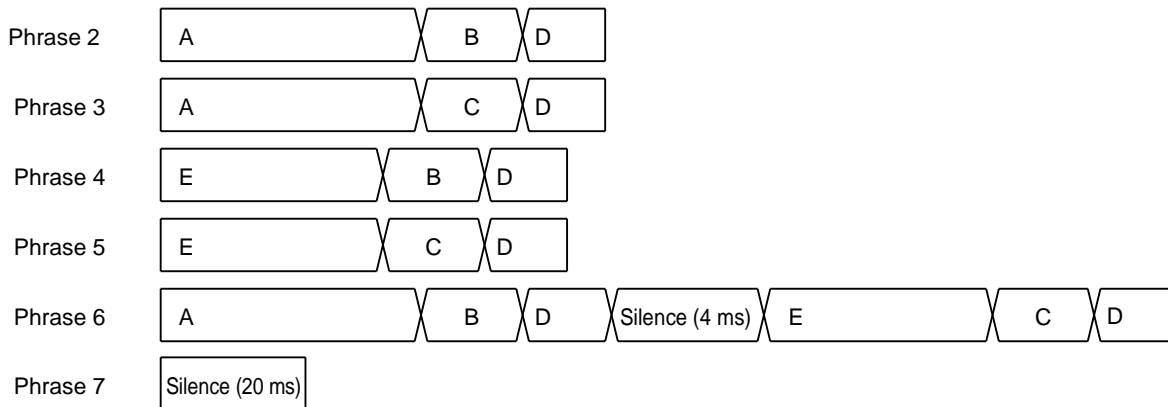 Phrase 2 A B D
Phrase 3 A C D
Phrase 4 E B D
Phrase 5 E C D
Phrase 6 A B D Silence (4 ms) E C D
Phrase 7 Silence (20 ms)